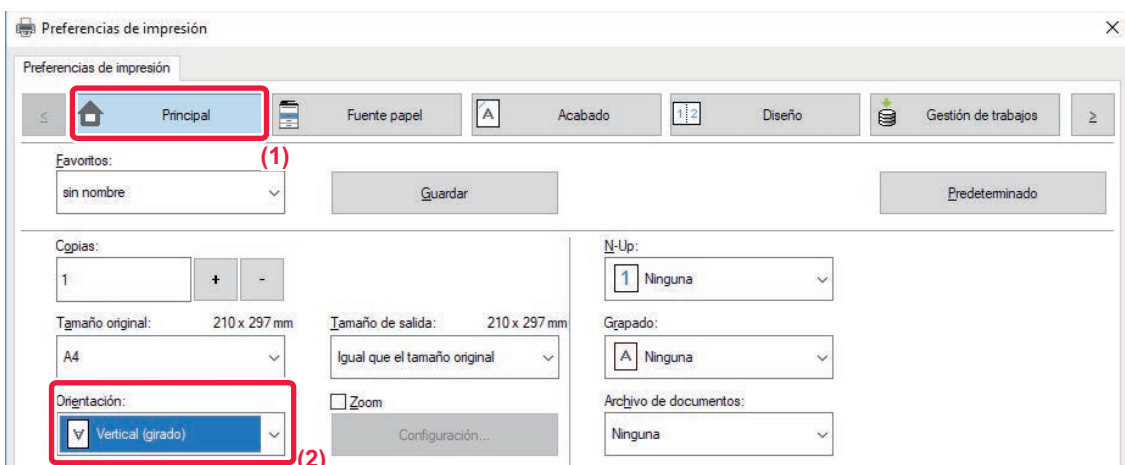 Preferencias de impresión
Preferencias de impresión
≤ Principal Fuente papel A Acabado 1 2 Diseño Gestión de trabajos ≥
(1)
Favoritos:
sin nombre Guardar Predeterminado
Copias: N-Up:
1 + - 1 Ninguna
Tamaño original: 210 x 297 mm Tamaño de salida: 210 x 297 mm Grapado:
A4 Igual que el tamaño original A Ninguna
Orientación: Zoom Archivo de documentos:
A Vertical (girado) Configuración... Ninguna
(2)